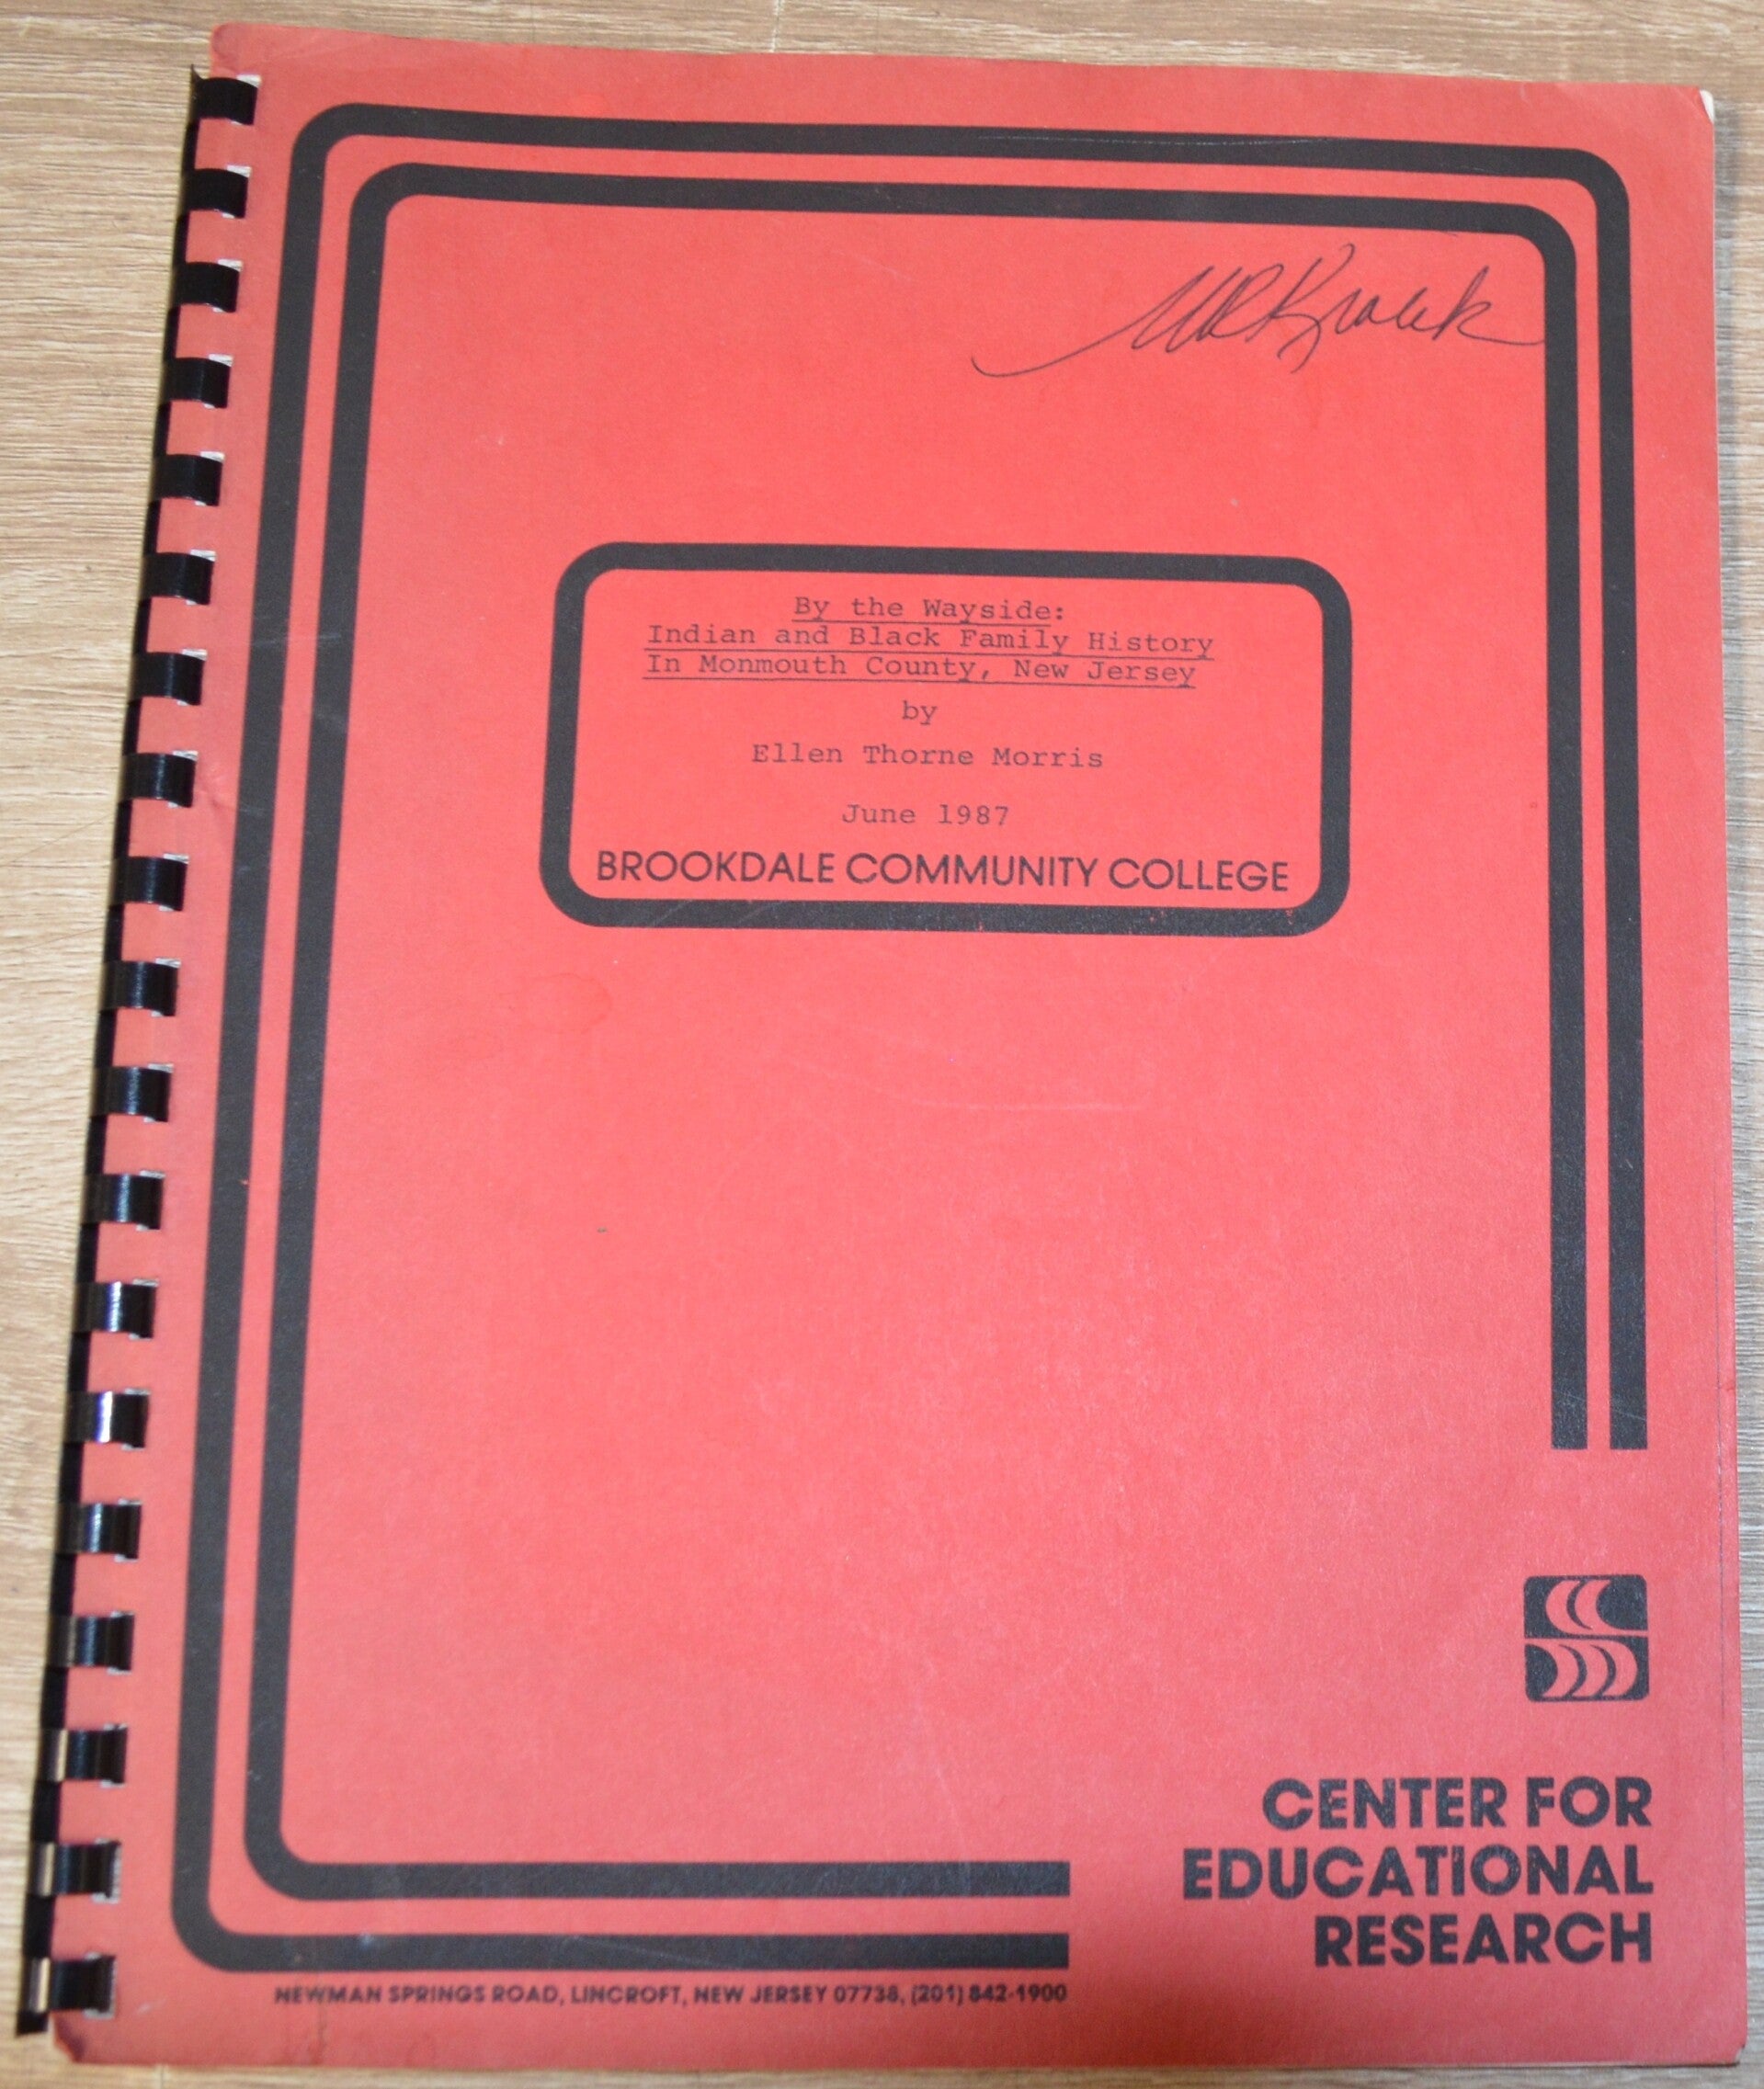 By the Wayside:
Indian and Black Family History
In Monmouth County, New Jersey
by
Ellen Thorne Morris
June 1987
BROOKDALE COMMUNITY COLLEGE
CENTER FOR
EDUCATIONAL
RESEARCH
NEWMAN SPRINGS ROAD, LINCROFT, NEW JERSEY 07738, (201) 842-1900